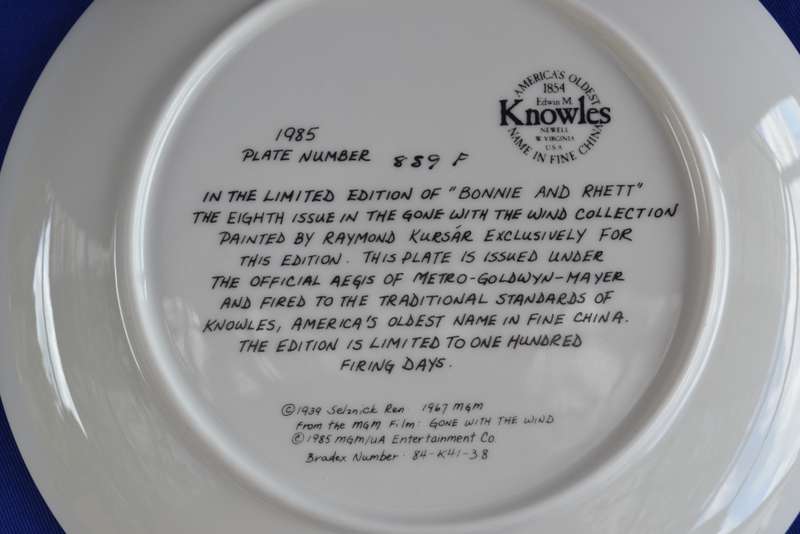 AMERICA'S OLDEST
1854
Edwin M.
Knowles
NEWELL
W. VIRGINIA
U.S.A.
NAME IN FINE CHINA
1985
PLATE NUMBER 859 F
IN THE LIMITED EDITION OF "BONNIE AND RHETT"
THE EIGHTH ISSUE IN THE GONE WITH THE WIND COLLECTION
PAINTED BY RAYMOND KURSÁR EXCLUSIVELY FOR
THIS EDITION. THIS PLATE IS ISSUED UNDER
THE OFFICIAL AEGIS OF METRO-GOLDWYN-MAYER
AND FIRED TO THE TRADITIONAL STANDARDS OF
KNOWLES, AMERICA'S OLDEST NAME IN FINE CHINA.
THE EDITION IS LIMITED TO ONE HUNDRED
FIRING DAYS.
©1939 Selznick Ren. 1967 MGM
From the MGM Film: GONE WITH THE WIND
©1985 MGM/UA Entertainment Co.
Bradex Number: 84-K41-3.8